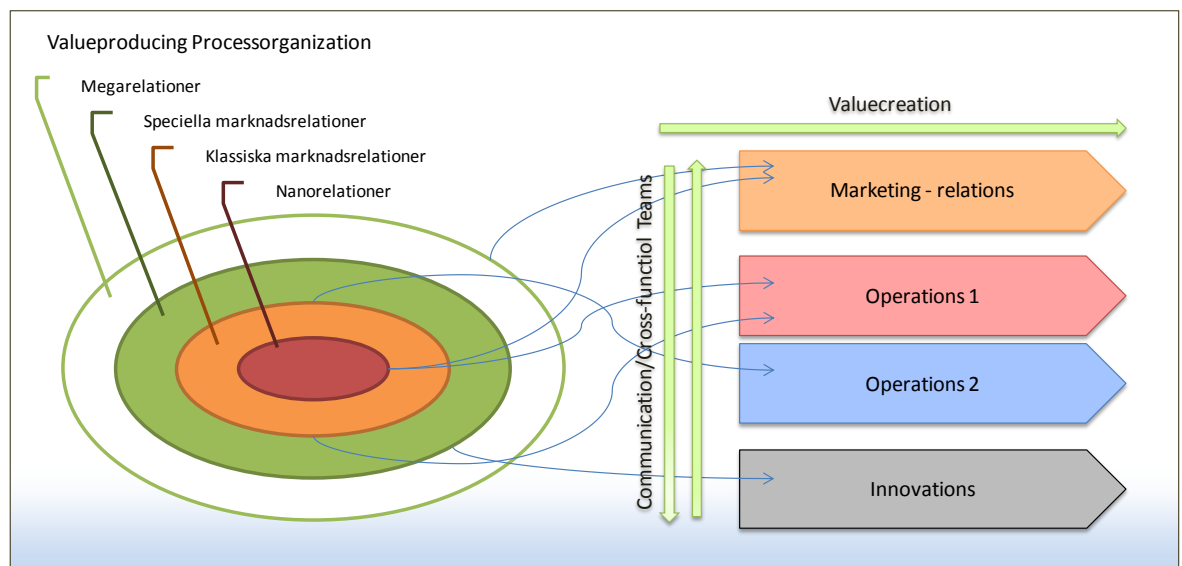 Valueproducing Processorganization
Megarelationer
Speciella marknadsrelationer
Klassiska marknadsrelationer
Nanorelationer
Valuecreation
Communication/Cross-functiol Teams
Marketing - relations
Operations 1
Operations 2
Innovations